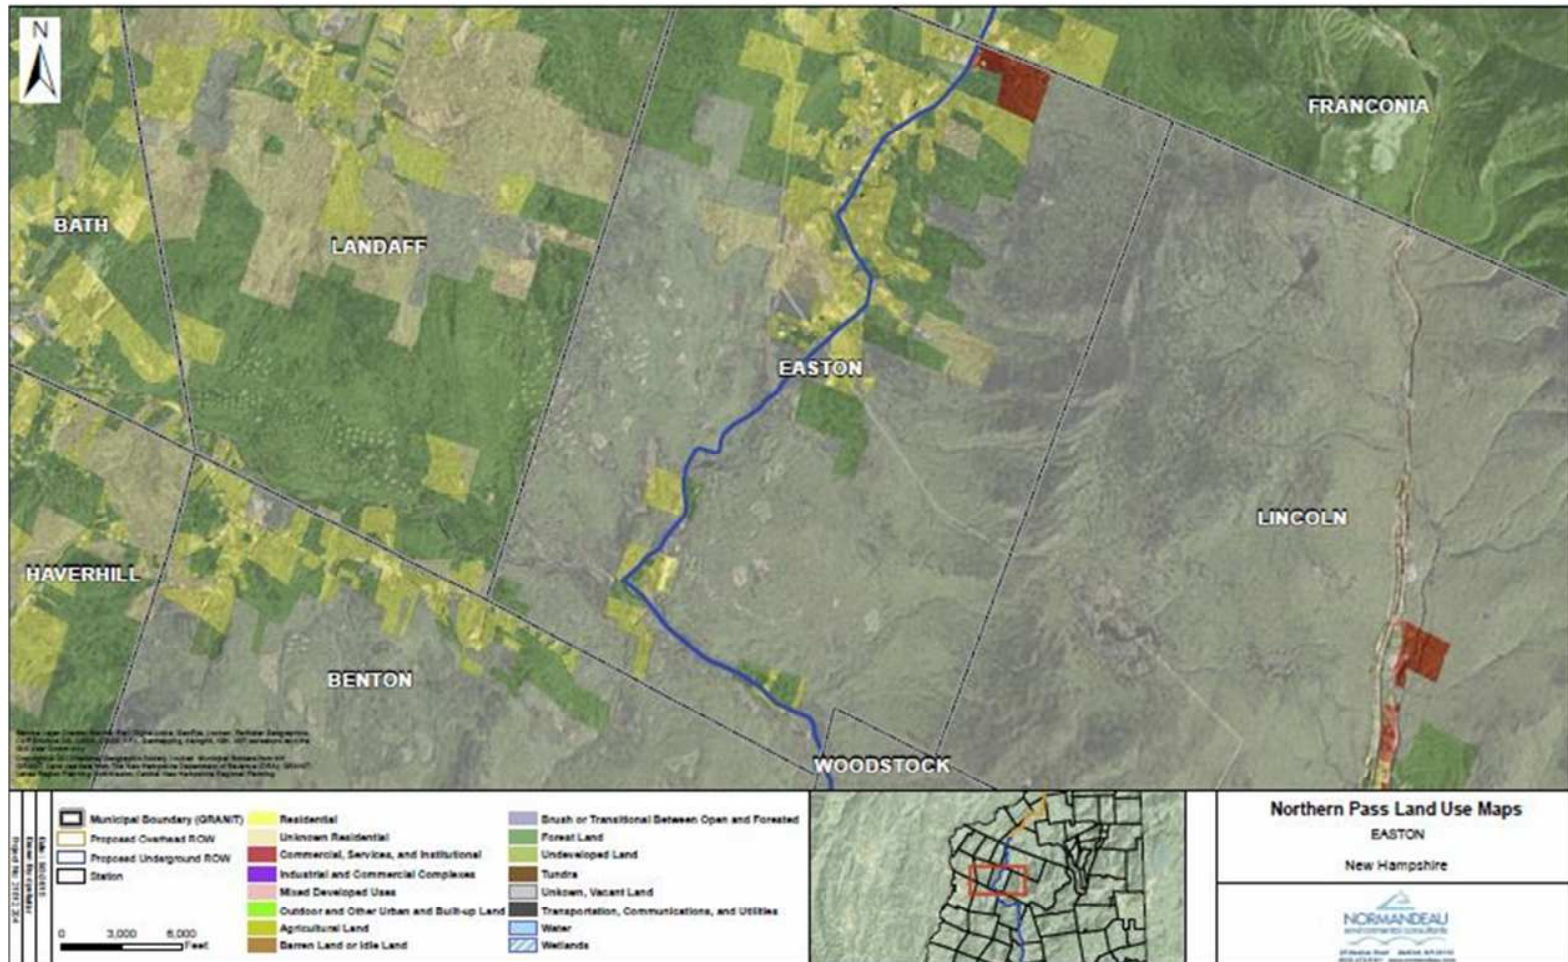 N
FRANCONIA
BATH
LANDAFF
EASTON
LINCOLN
HAVERHILL
BENTON
WOODSTOCK
Municipal Boundary (GRANIT)
Proposed Overhead ROW
Proposed Underground ROW
Station
0 3,000 6,000
Feet
Residential
Unknown Residential
Commercial, Services, and Institutional
Industrial and Commercial Complexes
Mixed Developed Uses
Outdoor and Other Urban and Built-up Land
Agricultural Land
Barren Land or Idle Land
Brush or Transitional Between Open and Forested
Forest Land
Undeveloped Land
Tundra
Unkown, Vacant Land
Transportation, Communications, and Utilities
Water
Wetlands
Northern Pass Land Use Maps
EASTON
New Hampshire
NORMANDEAU
environmental consultants